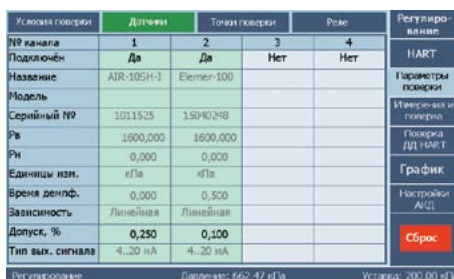 Условия поверки Датчики Точки поверки Реле Регулиро-
вание
№ канала 1 2 3 4
Подключён Да Да Нет Нет
HART
Название AIR-10SH-I Elemer-100
Параметры
поверки
Модель
Серийный № 1011525 15040248
Измерения и
поверка
Pв 1600,000 1600,000
Поверка
ДД HART
Pн 0,000 0,000
Единицы изм. кПа кПа
График
Время демпф. 0,000 0,500
Настройки
АКД
Зависимость Линейная Линейная
Допуск, % 0,250 0,100
Сброс
Тип вых. сигнала 4..20 мА 4..20 мА
Регулирование Давление: 662,47 кПа Уставка: 200,00 кПа